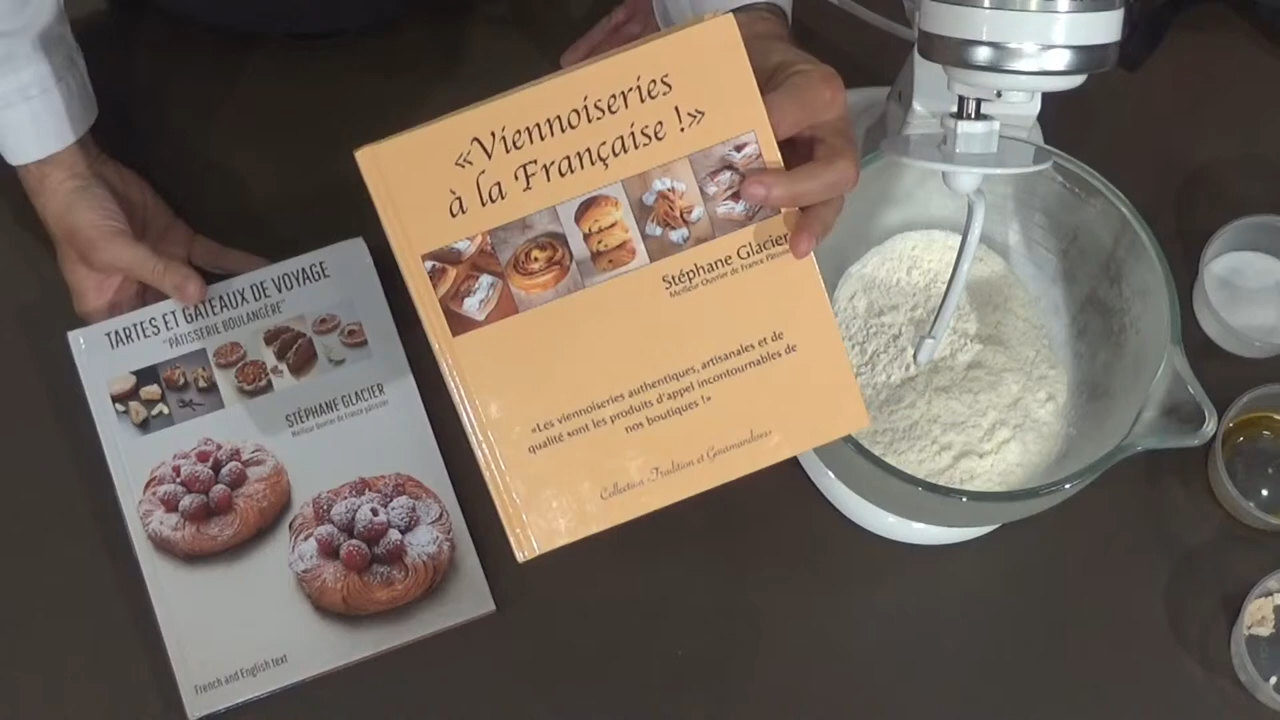 TARTES ET GATEAUX DE VOYAGE
"PÂTISSERIE BOULANGÈRE"
STÉPHANE GLACIER
Meilleur Ouvrier de France pâtissier
French and English text
«Viennoiseries
à la Française !»
Stéphane Glacier
Meilleur Ouvrier de France Pâtissier
«Les viennoiseries authentiques, artisanales et de
qualité sont les produits d'appel incontournables de
nos boutiques !»
Collection «Tradition et Gourmandises»